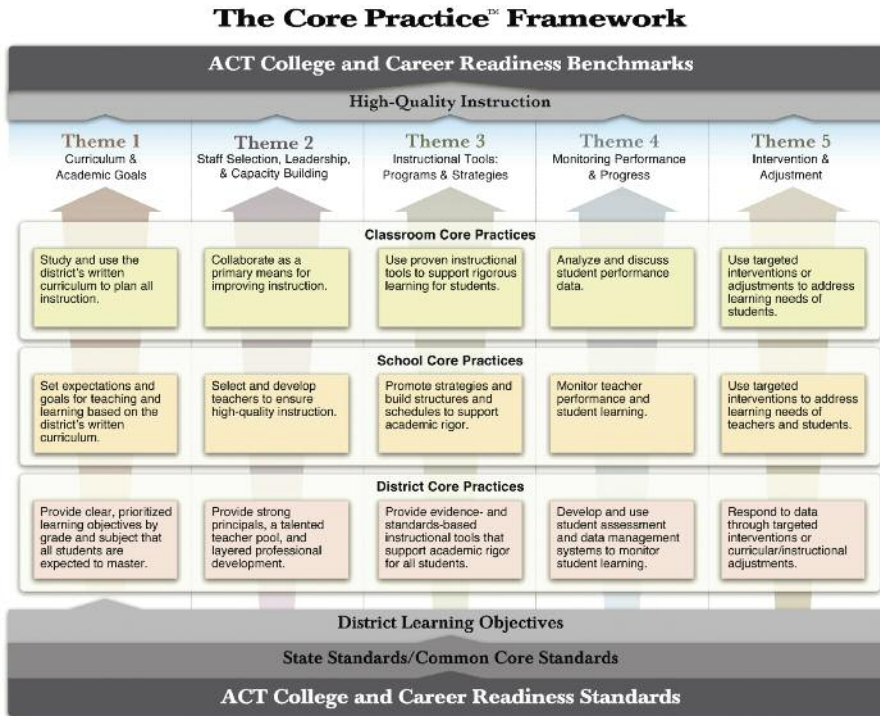 The Core Practice™ Framework
ACT College and Career Readiness Benchmarks
High-Quality Instruction
Theme 1
Curriculum &
Academic Goals
Theme 2
Staff Selection, Leadership,
& Capacity Building
Theme 3
Instructional Tools:
Programs & Strategies
Theme 4
Monitoring Performance
& Progress
Theme 5
Intervention &
Adjustment
Classroom Core Practices
Study and use the
district's written
curriculum to plan all
instruction.
Collaborate as a
primary means for
improving instruction.
Use proven instructional
tools to support rigorous
learning for students.
Analyze and discuss
student performance
data.
Use targeted
interventions or
adjustments to address
learning needs of
students.
School Core Practices
Set expectations and
goals for teaching and
learning based on the
district's written
curriculum.
Select and develop
teachers to ensure
high-quality instruction.
Promote strategies and
build structures and
schedules to support
academic rigor.
Monitor teacher
performance and
student learning.
Use targeted
interventions to address
learning needs of
teachers and students.
District Core Practices
Provide clear, prioritized
learning objectives by
grade and subject that
all students are
expected to master.
Provide strong
principals, a talented
teacher pool, and
layered professional
development.
Provide evidence- and
standards-based
instructional tools that
support academic rigor
for all students.
Develop and use
student assessment
and data management
systems to monitor
student learning.
Respond to data
through targeted
interventions or
curricular/instructional
adjustments.
District Learning Objectives
State Standards/Common Core Standards
ACT College and Career Readiness Standards